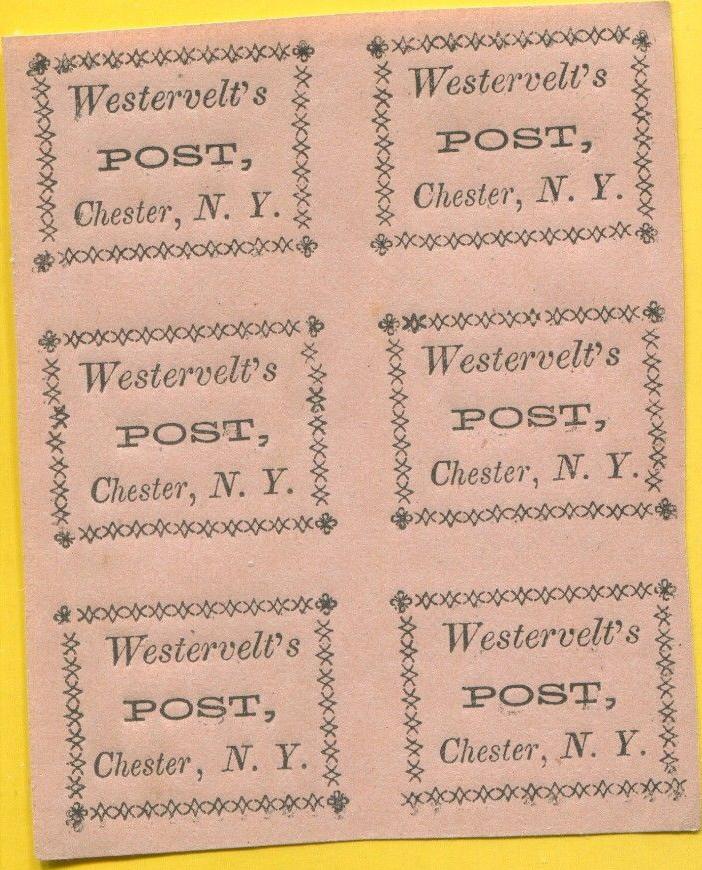 Westervelt's
POST,
Chester, N. Y.
Westervelt's
POST,
Chester, N. Y.
Westervelt's
POST,
Chester, N. Y.
Westervelt's
POST,
Chester, N. Y.
Westervelt's
POST,
Chester, N. Y.
Westervelt's
POST,
Chester, N. Y.